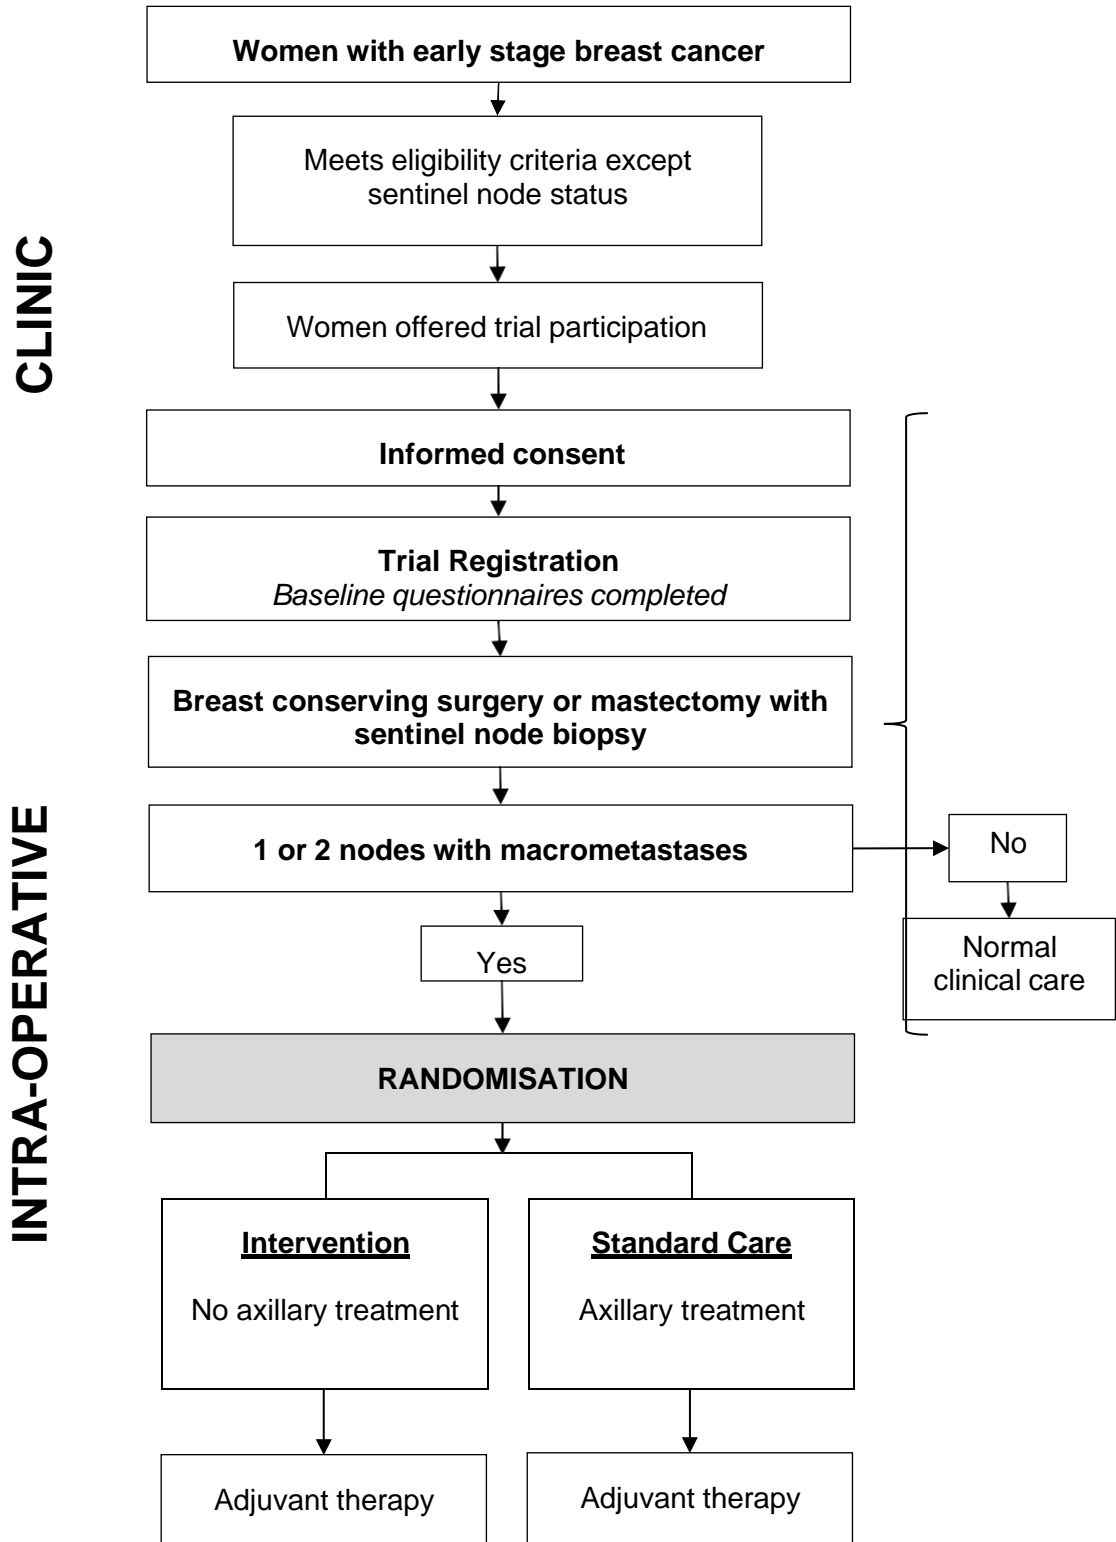 Women with early stage breast cancer
Meets eligibility criteria except
sentinel node status
CLINIC
Women offered trial participation
Informed consent
Trial Registration
Baseline questionnaires completed
Breast conserving surgery or mastectomy with
sentinel node biopsy
INTRA-OPERATIVE
1 or 2 nodes with macrometastases
No
Yes
Normal
clinical care
RANDOMISATION
Intervention
No axillary treatment
Standard Care
Axillary treatment
Adjuvant therapy
Adjuvant therapy